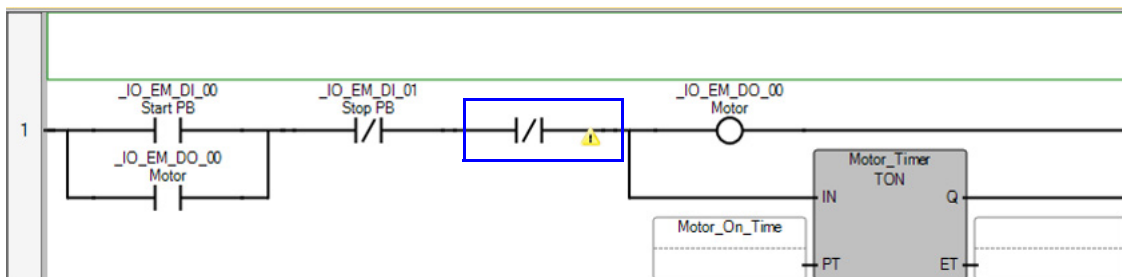 _IO_EM_DI_00
Start PB
_IO_EM_DI_01
Stop PB
_IO_EM_DO_00
Motor
1
_IO_EM_DO_00
Motor
Motor_Timer
TON
IN
Q
Motor_On_Time
PT
ET